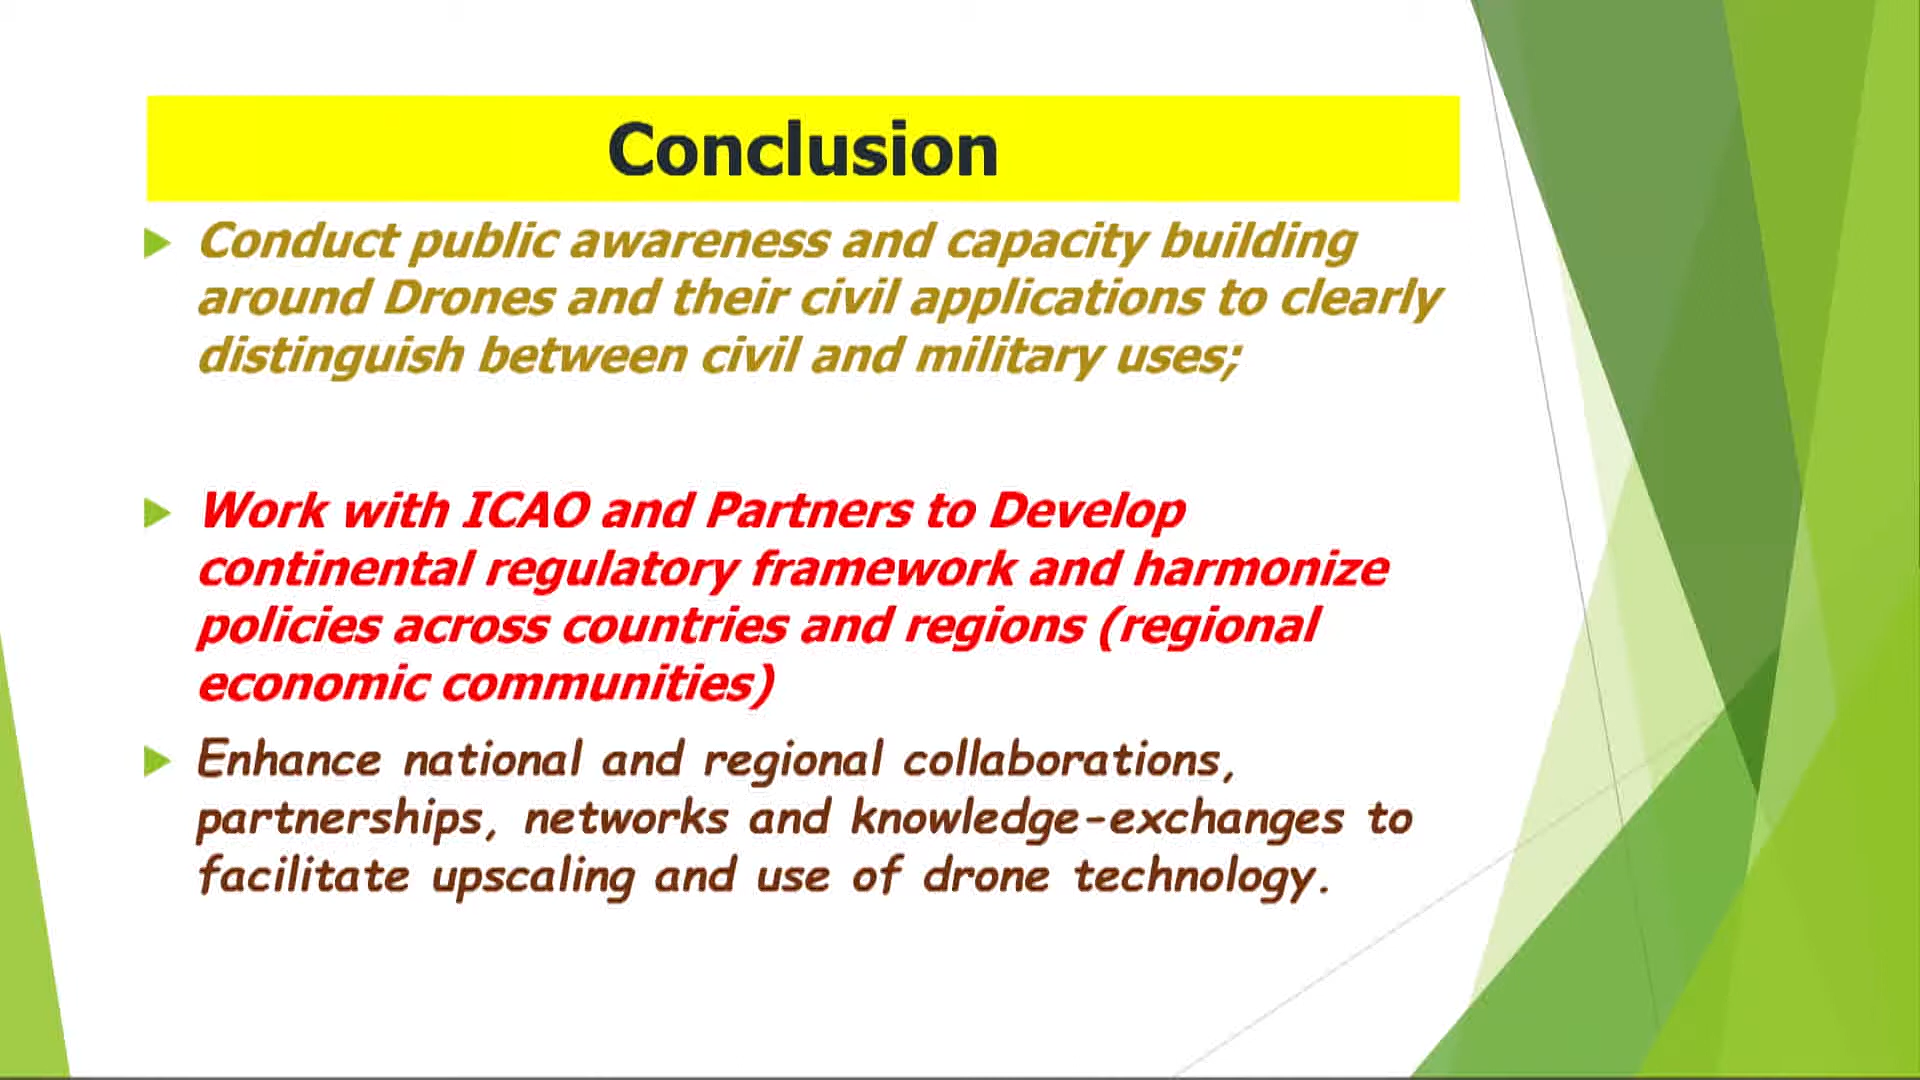 Conclusion
Conduct public awareness and capacity building
around Drones and their civil applications to clearly
distinguish between civil and military uses;
Work with ICAO and Partners to Develop
continental regulatory framework and harmonize
policies across countries and regions (regional
economic communities)
Enhance national and regional collaborations,
partnerships, networks and knowledge-exchanges to
facilitate upscaling and use of drone technology.